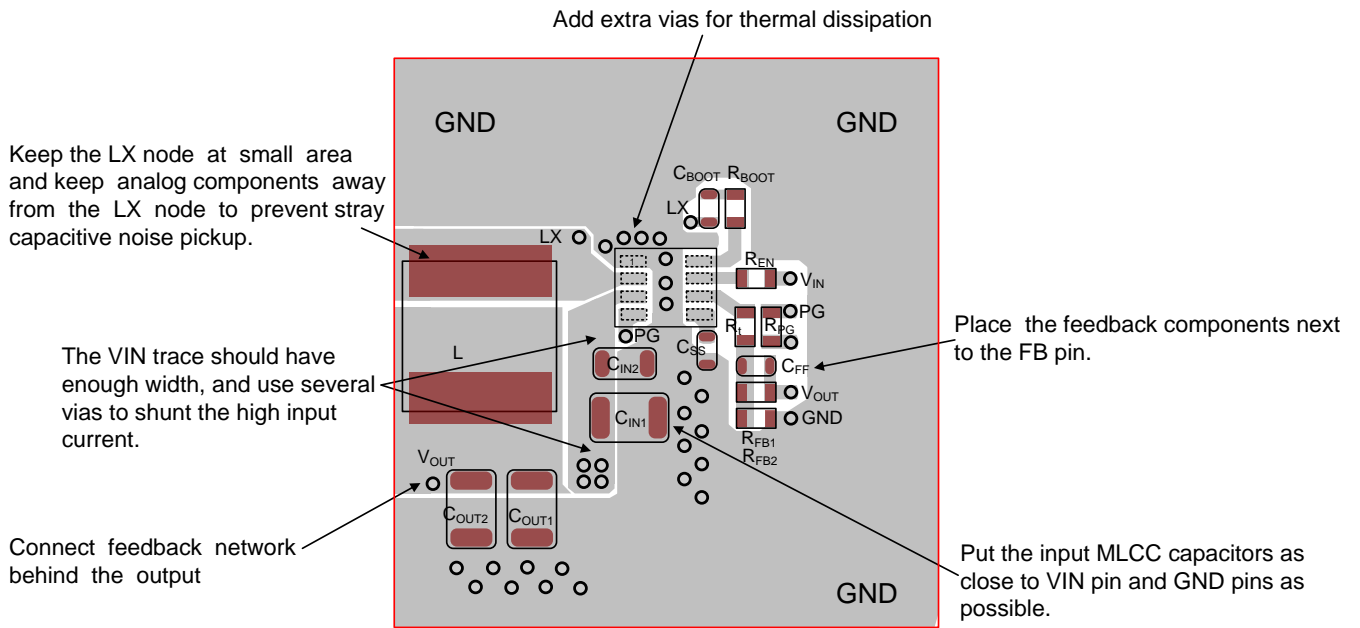 Add extra vias for thermal dissipation
GND
GND
Keep the LX node at small area
and keep analog components away
from the LX node to prevent stray
capacitive noise pickup.
CBOOT RBOOT
LX
LX
1
REN
VIN
PG
Rt
RPG
PG
CSS
CIN2
CFF
Place the feedback components next
to the FB pin.
L
The VIN trace should have
enough width, and use several
vias to shunt the high input
current.
VOUT
CIN1
GND
RFB1
RFB2
VOUT
COUT2
COUT1
Connect feedback network
behind the output
Put the input MLCC capacitors as
close to VIN pin and GND pins as
possible.
GND